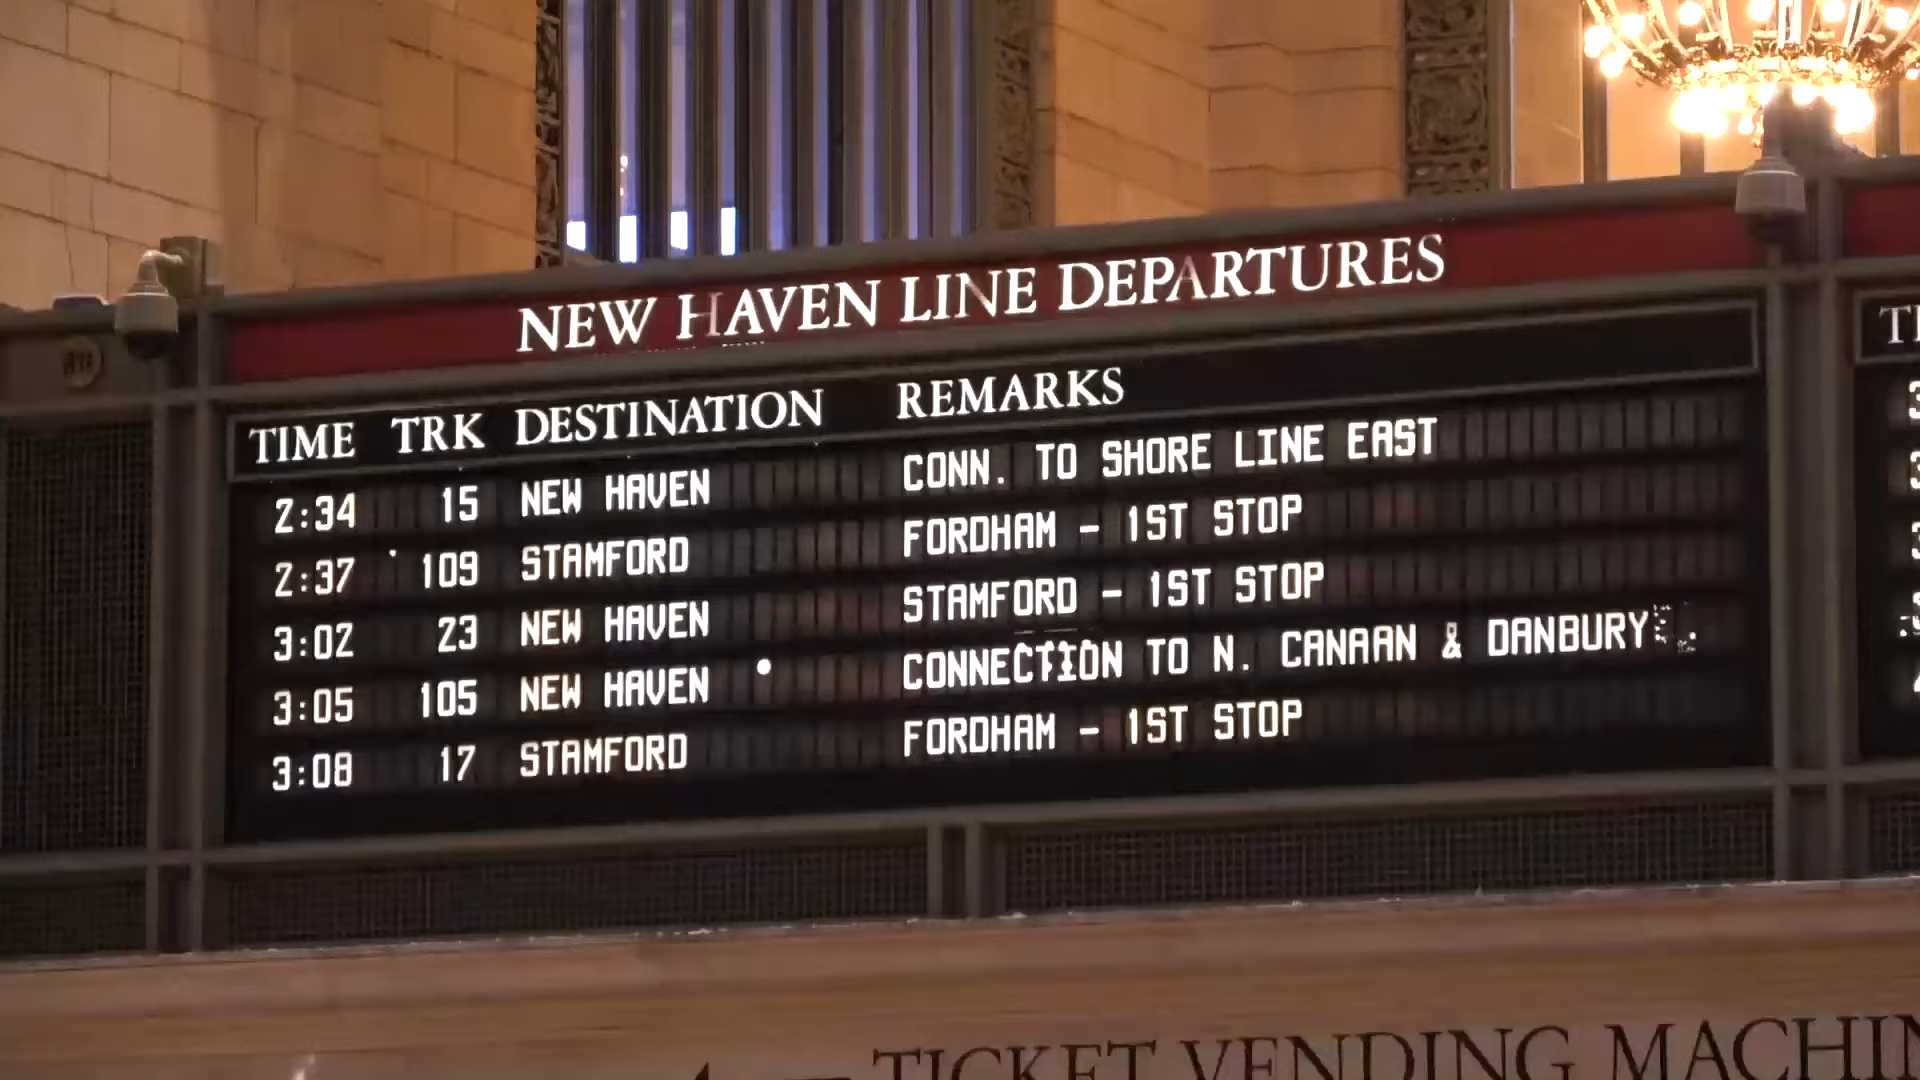 NEW HAVEN LINE DEPARTURES
TIME TRK DESTINATION REMARKS
2:34 15 NEW HAVEN CONN. TO SHORE LINE EAST
2:37 109 STAMFORD FORDHAM - 1ST STOP
3:02 23 NEW HAVEN STAMFORD - 1ST STOP
3:05 105 NEW HAVEN CONNECTION TO N. CANAAN & DANBURY
3:08 17 STAMFORD FORDHAM - 1ST STOP
TICKET VENDING